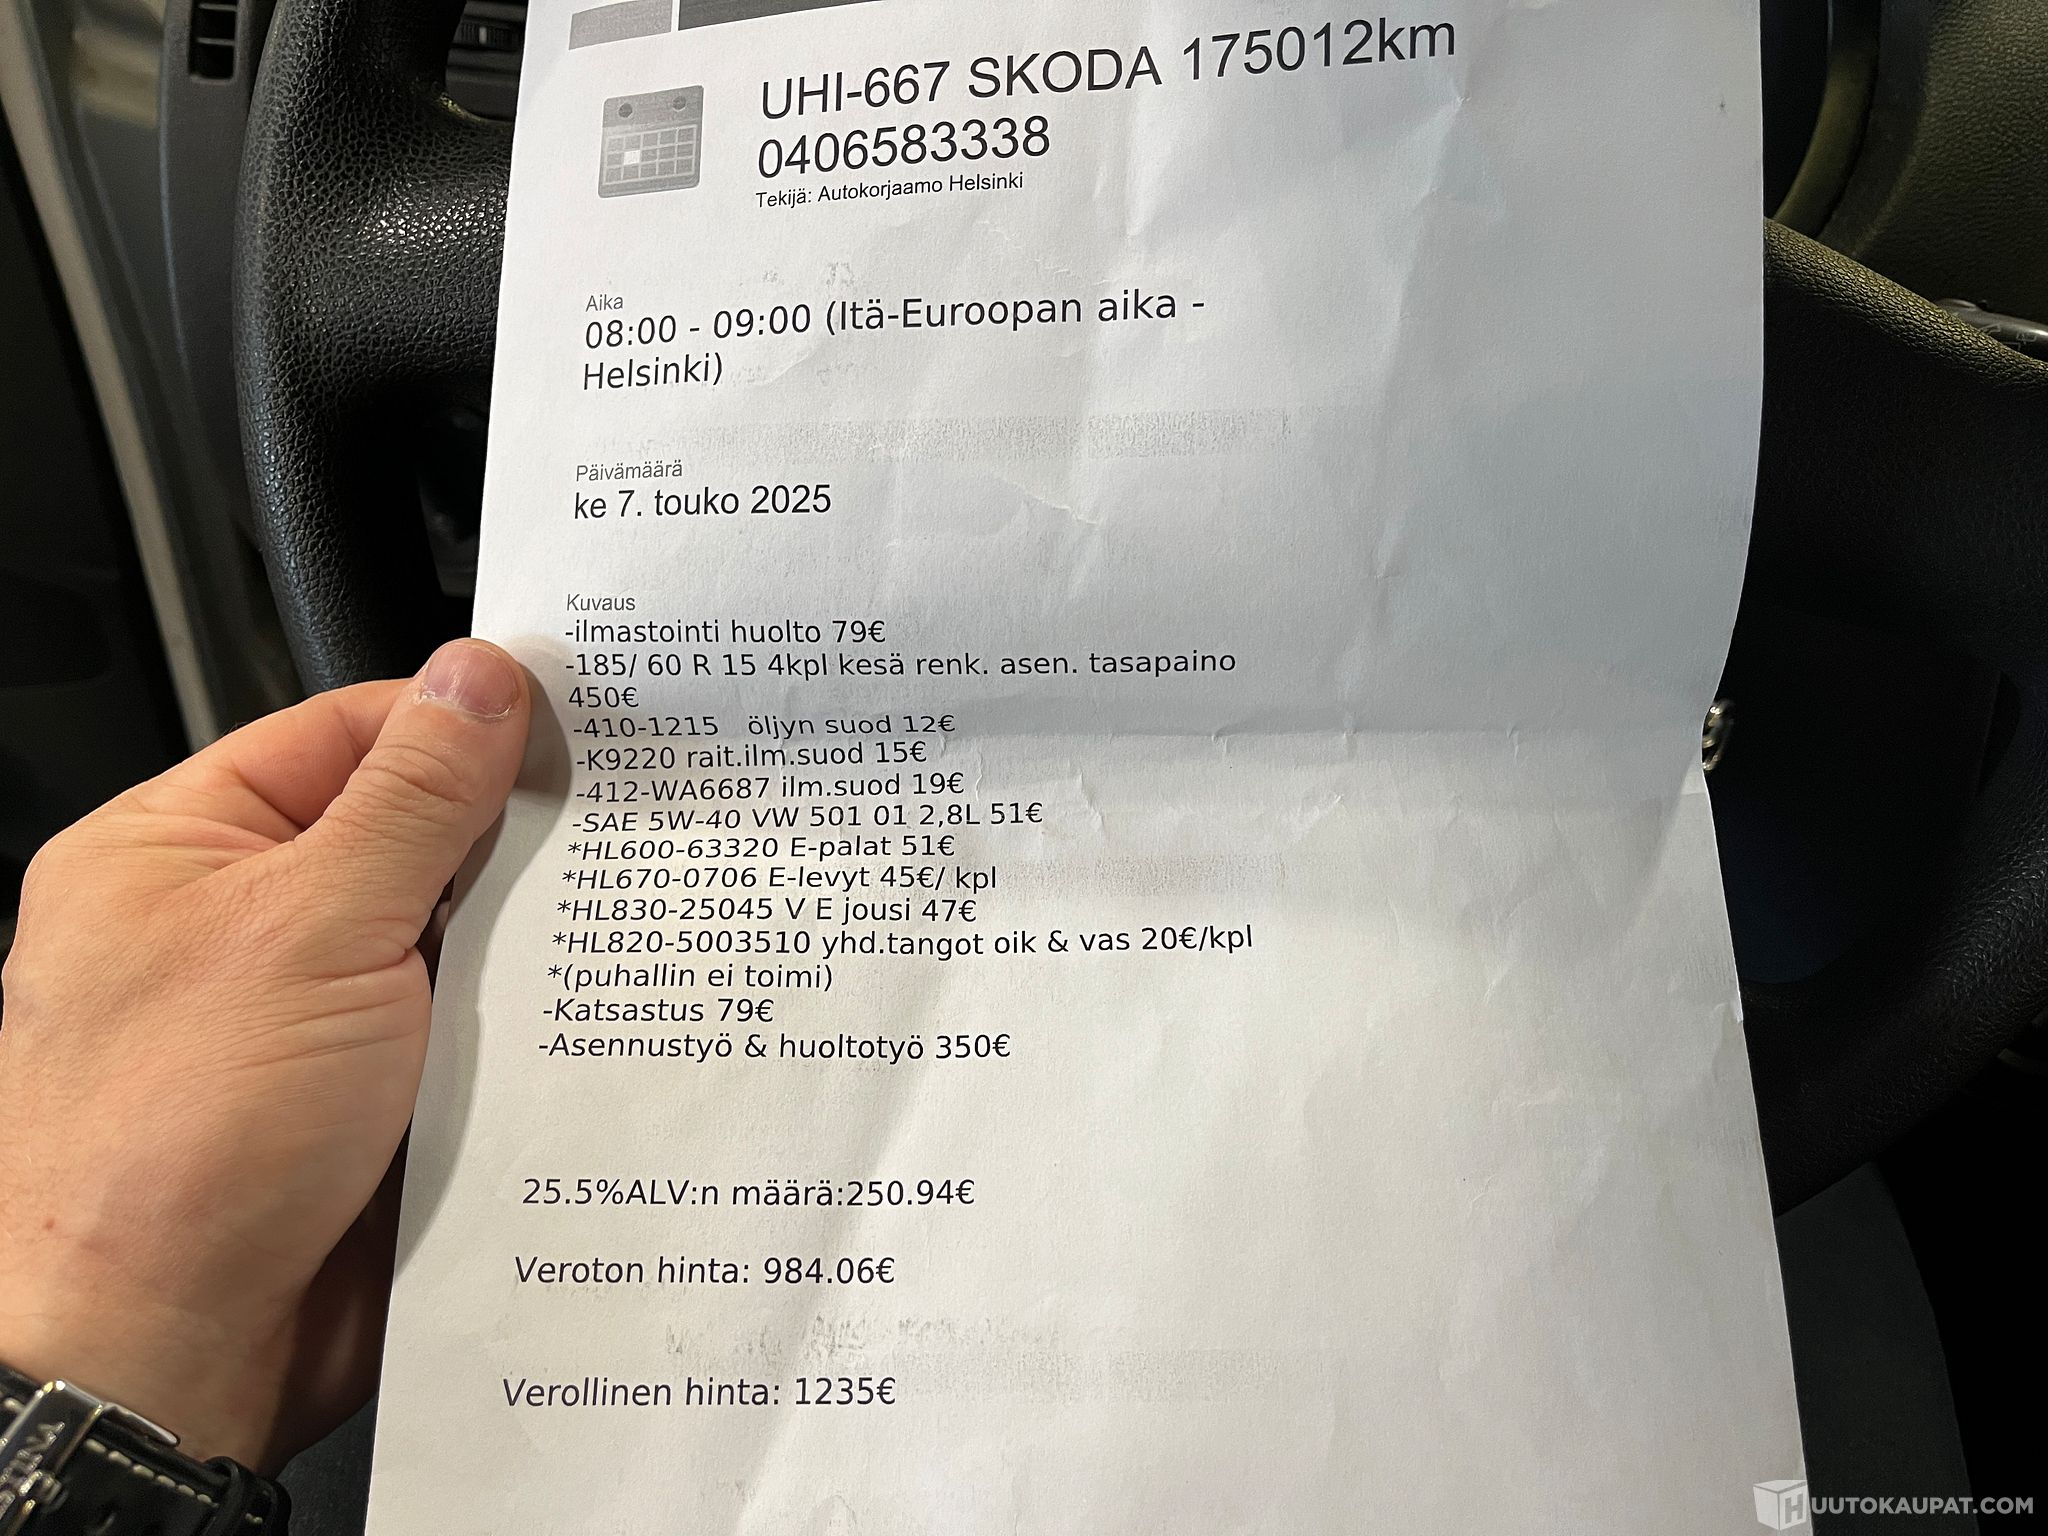 UHI-667 SKODA 175012km
0406583338
Tekijä: Autokorjaamo Helsinki
Aika
08:00 - 09:00 (Itä-Euroopan aika -
Helsinki)
Päivämäärä
ke 7. touko 2025
Kuvaus
-ilmastointi huolto 79€
-185/ 60 R 15 4kpl kesä renk. asen. tasapaino
450€
-410-1215 öljyn suod 12€
-K9220 rait.ilm.suod 15€
-412-WA6687 ilm.suod 19€
-SAE 5W-40 VW 501 01 2,8L 51€
*HL600-63320 E-palat 51€
*HL670-0706 E-levyt 45€/ kpl
*HL830-25045 V E jousi 47€
*HL820-5003510 yhd.tangot oik & vas 20€/kpl
*(puhallin ei toimi)
-Katsastus 79€
-Asennustyö & huoltotyö 350€
25.5%ALV:n määrä:250.94€
Veroton hinta: 984.06€
Verollinen hinta: 1235€
HUUTOKAUPAT.COM